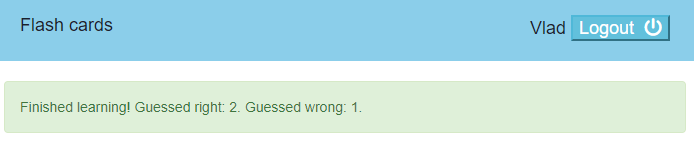 Flash cards
Vlad Logout
Finished learning! Guessed right: 2. Guessed wrong: 1.